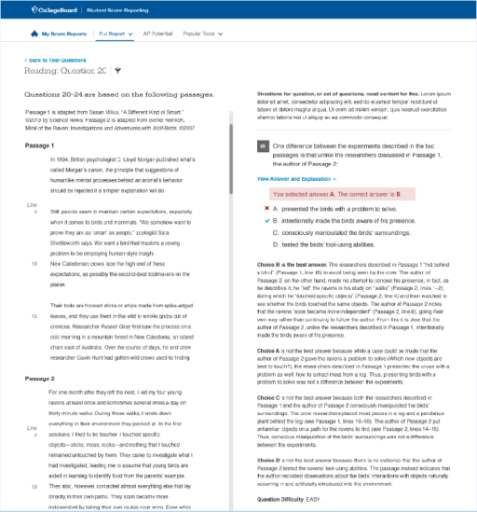 CollegeBoard Student Score Reporting
My Score Reports Full Report AP Potential Popular Tools
< Back to Test Questions
Reading: Question 20
Questions 20-24 are based on the following passages.
Passage 1 is adapted from Susan Milius, "A Different Kind of Smart."
©2013 by Science News. Passage 2 is adapted from Bernd Heinrich,
Mind of the Raven: Investigations and Adventures with Wolf-Birds. ©2007
Passage 1
In 1894, British psychologist C. Lloyd Morgan published what's
called Morgan's canon, the principle that suggestions of
humanlike mental processes behind an animal's behavior
should be rejected if a simpler explanation will do.
Line
5 Still, people seem to maintain certain expectations, especially
when it comes to birds and mammals. "We somehow want to
prove they are as 'smart' as people," zoologist Sara
Shettleworth says. We want a bird that masters a vexing
problem to be employing human-style insight.
10 New Caledonian crows face the high end of these
expectations, as possibly the second-best toolmakers on the
planet.
Their tools are hooked sticks or strips made from spike-edged
15 leaves, and they use them in the wild to winkle grubs out of
crevices. Researcher Russell Gray first saw the process on a
cold morning in a mountain forest in New Caledonia, an island
chain east of Australia. Over the course of days, he and crow
researcher Gavin Hunt had gotten wild crows used to finding
Passage 2
For one month after they left the nest, I led my four young
ravens at least once and sometimes several times a day on
thirty-minute walks. During these walks, I wrote down
everything in their environment they pecked at. In the first
Line
5 sessions, I tried to be teacher. I touched specific
objects—sticks, moss, rocks—and nothing that I touched
remained untouched by them. They came to investigate what I
had investigated, leading me to assume that young birds are
aided in learning to identify food from the parents' example.
10 They also, however, contacted almost everything else that lay
directly in their own paths. They soon became more
independent by taking their own routes near mine. Even while
Directions for question, or set of questions, need content for this. Lorem ipsum
dolor sit amet, consectetur adipiscing elit, sed do eiusmod tempor incididunt ut
labore et dolore magna aliqua. Ut enim ad minim veniam, quis nostrud exercitation
ullamco laboris nisi ut aliquip ex ea commodo consequat.
One difference between the experiments described in the two
passages is that unlike the researchers discussed in Passage 1,
the author of Passage 2:
View Answer and Explanation
You selected answer A. The correct answer is B.
A. presented the birds with a problem to solve.
B. intentionally made the birds aware of his presence.
C. consciously manipulated the birds' surroundings.
D. tested the birds' tool-using abilities.
Choice B is the best answer. The researchers described in Passage 1 "hid behind
a blind" (Passage 1, line
of Passage 2, on the other hand, made no attempt to conceal his presence; in fact, as
he describes it, he "led" the ravens in his study on "walks" (Passage 2, lines
during which he "touched specific objects" (Passage 2, line
see whether the birds touched the same objects. The author of Passage 2 notes
that the ravens "soon became more independent" (Passage 2, line
own way rather than continuing to follow the author. From this it is clear that the
author of Passage 2, unlike the researchers described in Passage 1, intentionally
made the birds aware of his presence.
Choice A is not the best answer because while a case could be made that the
author of Passage 2 gave the ravens a problem to solve
best to touch?), the researchers described in Passage 1 presented the crows with a
problem as well: how to extract meat from a log. Thus, presenting birds with a
problem to solve was not a difference between the experiments.
Choice C is not the best answer because both the researchers described in
Passage 1 and the author of Passage 2 consciously manipulated the birds'
surroundings. The crow researchers placed meat pieces in a log and a pandanus
plant behind the log (see Passage 1, lines 16-18). The author of Passage 2 put
unfamiliar objects on a path for the ravens to find (see Passage 2, lines 14-15).
Thus, conscious manipulation of the birds' surroundings was not a difference
between the experiments.
Choice D is not the best answer because there is no evidence that the author of
Passage 2 tested the ravens' tool-using abilities. The passage instead indicates that
the author recorded observations about the birds' interactions with objects naturally
occurring in and artificially introduced into the environment.
Question Difficulty: EASY